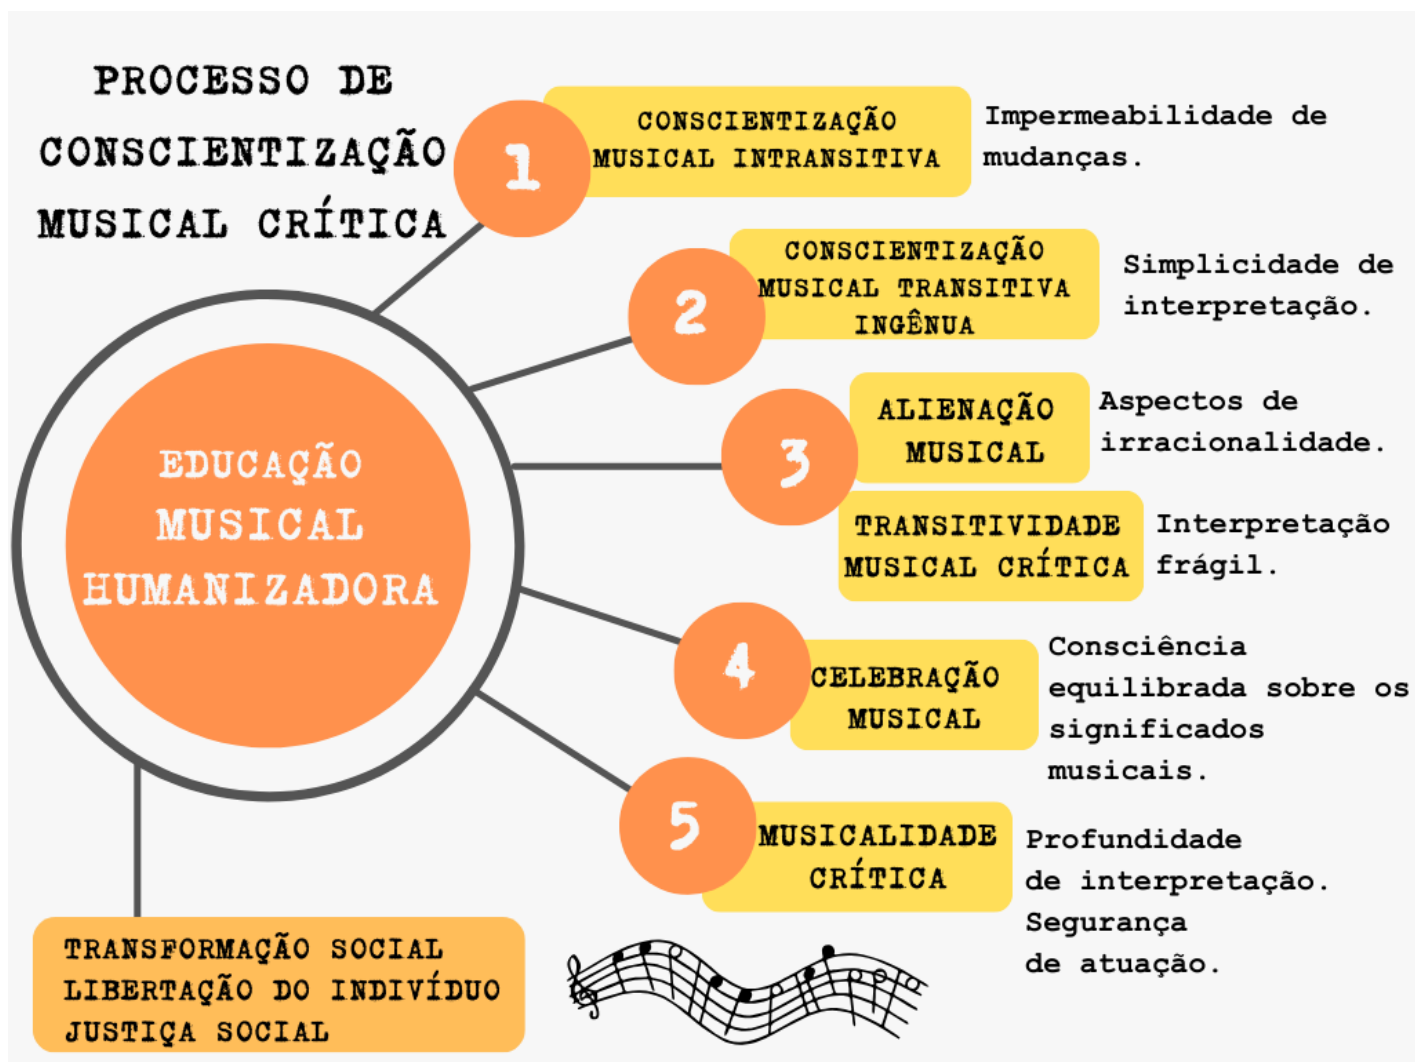 PROCESSO DE
CONSCIENTIZAÇÃO
MUSICAL CRÍTICA
1
CONSCIENTIZAÇÃO
MUSICAL INTRANSITIVA
Impermeabilidade de
mudanças.
2
CONSCIENTIZAÇÃO
MUSICAL TRANSITIVA
INGÊNUA
Simplicidade de
interpretação.
3
ALIENAÇÃO
MUSICAL
Aspectos de
irracionalidade.
TRANSITIVIDADE
MUSICAL CRÍTICA
Interpretação
frágil.
4
CELEBRAÇÃO
MUSICAL
Consciência
equilibrada sobre os
significados
musicais.
5
MUSICALIDADE
CRÍTICA
Profundidade
de interpretação.
Segurança
de atuação.
EDUCAÇÃO
MUSICAL
HUMANIZADORA
TRANSFORMAÇÃO SOCIAL
LIBERTAÇÃO DO INDIVÍDUO
JUSTIÇA SOCIAL